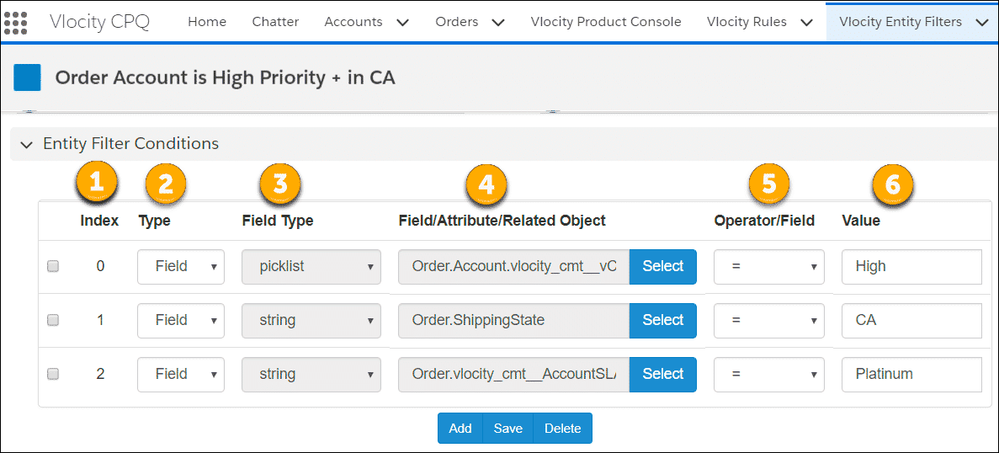 Vlocity CPQ Home Chatter Accounts Orders Vlocity Product Console Vlocity Rules Vlocity Entity Filters
Order Account is High Priority + in CA
Entity Filter Conditions
1 2 3 4 5 6
Index Type Field Type Field/Attribute/Related Object Operator/Field Value
0 Field picklist Order.Account.vlocity_cmt__vC Select = High
1 Field string Order.ShippingState Select = CA
2 Field string Order.vlocity_cmt__AccountSLA Select = Platinum
Add Save Delete